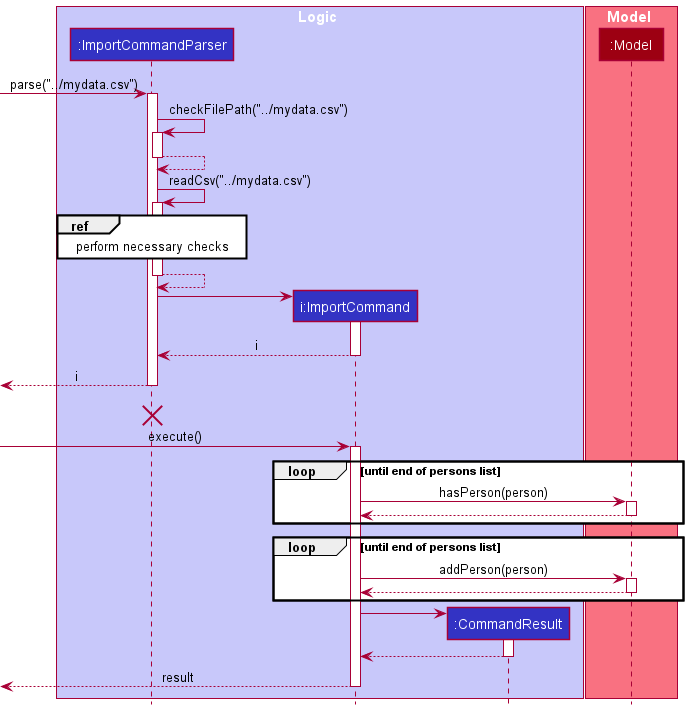 Logic
Model
:ImportCommandParser
:Model
parse("../mydata.csv")
checkFilePath("../mydata.csv")
readCsv("../mydata.csv")
ref
perform necessary checks
i:ImportCommand
i
i
execute()
loop [until end of persons list]
hasPerson(person)
loop [until end of persons list]
addPerson(person)
:CommandResult
result